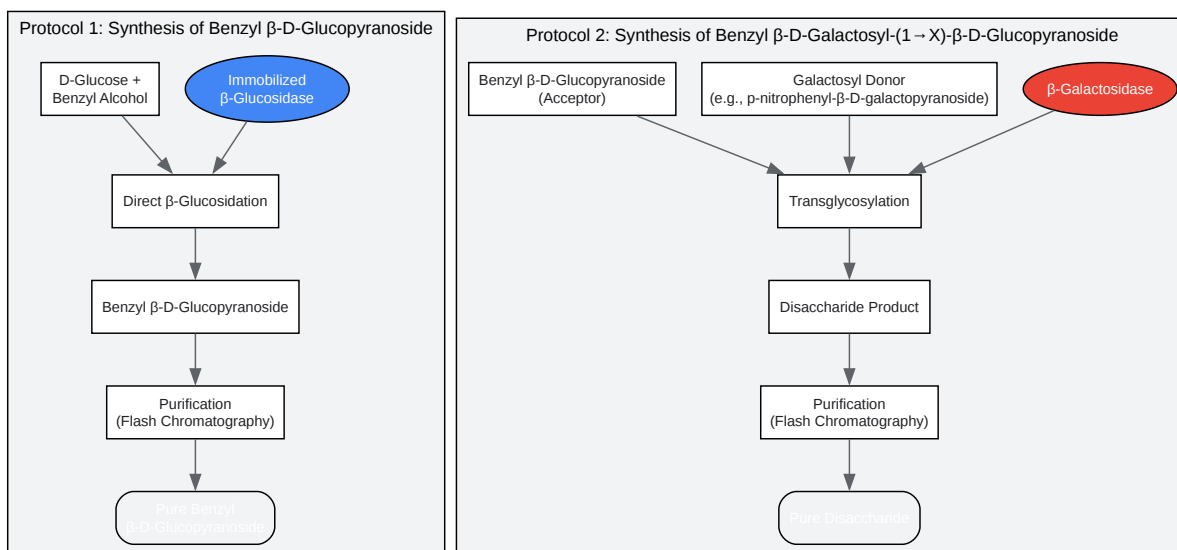 Protocol 1: Synthesis of Benzyl β-D-Glucopyranoside
D-Glucose +
Benzyl Alcohol
Immobilized
β-Glucosidase
Direct β-Glucosidation
Benzyl β-D-Glucopyranoside
Purification
(Flash Chromatography)
Pure Benzyl
β-D-Glucopyranoside
Protocol 2: Synthesis of Benzyl β-D-Galactosyl-(1→X)-β-D-Glucopyranoside
Benzyl β-D-Glucopyranoside
(Acceptor)
Galactosyl Donor
(e.g., p-nitrophenyl-β-D-galactopyranoside)
β-Galactosidase
Transglycosylation
Disaccharide Product
Purification
(Flash Chromatography)
Pure Disaccharide